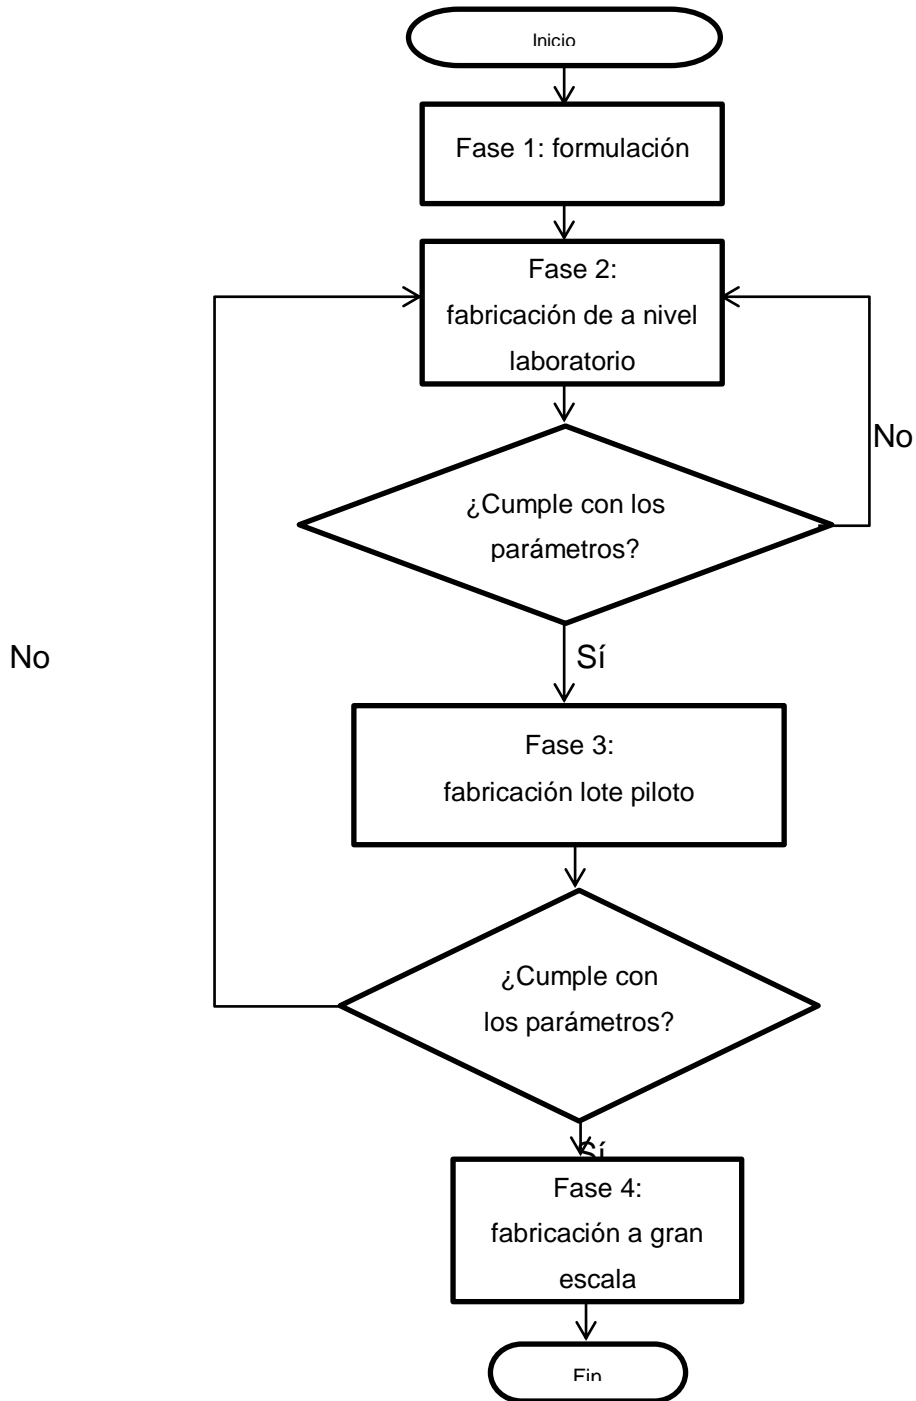 Inicio
Fase 1: formulación
Fase 2:
fabricación de a nivel
laboratorio
No
¿Cumple con los
parámetros?
No
Sí
Fase 3:
fabricación lote piloto
¿Cumple con
los parámetros?
Sí
Fase 4:
fabricación a gran
escala
Fin